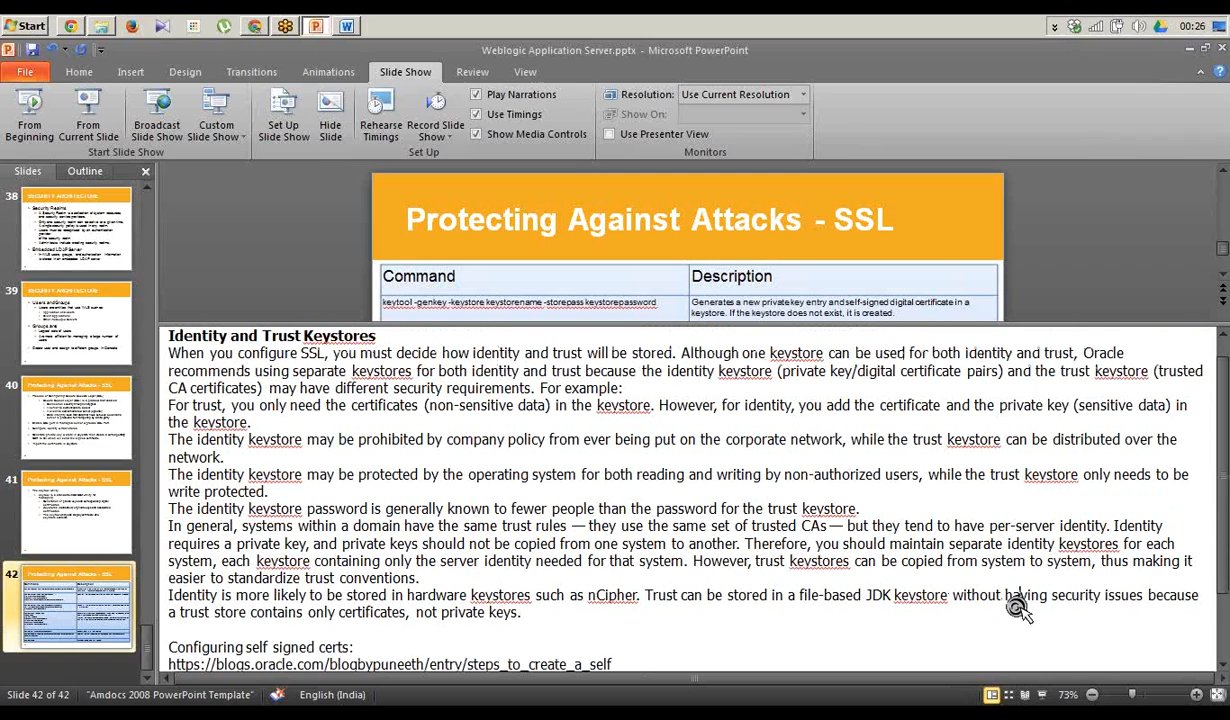 Start
00:26
Weblogic Application Server.pptx - Microsoft PowerPoint
File Home Insert Design Transitions Animations Slide Show Review View
From Beginning
From Current Slide
Broadcast Slide Show
Custom Slide Show
Set Up Slide Show
Hide Slide
Rehearse Timings
Record Slide Show
Play Narrations
Use Timings
Show Media Controls
Resolution: Use Current Resolution
Show On:
Use Presenter View
Start Slide Show
Set Up
Monitors
Slides Outline
38
39
40
41
42
Protecting Against Attacks - SSL
Command Description
keytool -genkey -keystore keystorename -storepass keystorepassword
Generates a new private key entry and self-signed digital certificate in a
keystore. If the keystore does not exist, it is created.
Identity and Trust Keystores
When you configure SSL, you must decide how identity and trust will be stored. Although one keystore can be used for both identity and trust, Oracle
recommends using separate keystores for both identity and trust because the identity keystore (private key/digital certificate pairs) and the trust keystore (trusted
CA certificates) may have different security requirements. For example:
For trust, you only need the certificates (non-sensitive data) in the keystore. However, for identity, you add the certificate and the private key (sensitive data) in
the keystore.
The identity keystore may be prohibited by company policy from ever being put on the corporate network, while the trust keystore can be distributed over the
network.
The identity keystore may be protected by the operating system for both reading and writing by non-authorized users, while the trust keystore only needs to be
write protected.
The identity keystore password is generally known to fewer people than the password for the trust keystore.
In general, systems within a domain have the same trust rules — they use the same set of trusted CAs — but they tend to have per-server identity. Identity
requires a private key, and private keys should not be copied from one system to another. Therefore, you should maintain separate identity keystores for each
system, each keystore containing only the server identity needed for that system. However, trust keystores can be copied from system to system, thus making it
easier to standardize trust conventions.
Identity is more likely to be stored in hardware keystores such as nCipher. Trust can be stored in a file-based JDK keystore without having security issues because
a trust store contains only certificates, not private keys.
Configuring self signed certs:
https://blogs.oracle.com/blogbypuneeth/entry/steps_to_create_a_self
Slide 42 of 42 "Amdocs 2008 PowerPoint Template" English (India) 73%